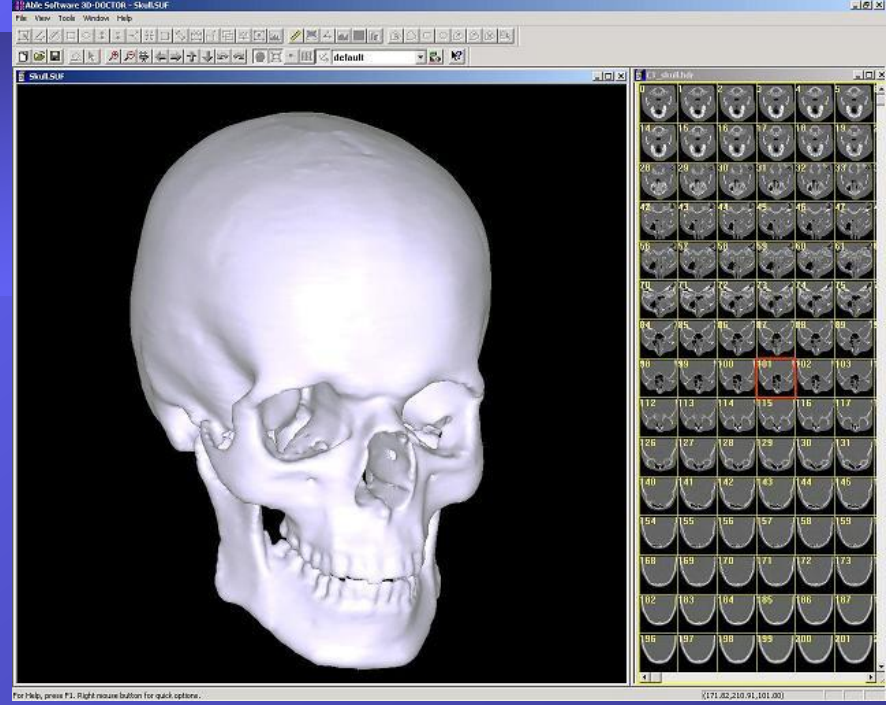 Able Software 3D-DOCTOR - Skull.SUF
File View Tools Window Help
default
Skull.SUF
CT_skull.hdr
0 1 2 3 4 5
14 15 16 17 18 19
28 29 30 31 32 33
42 43 44 45 46 47
56 57 58 59 60 61
70 71 72 73 74 75
84 85 86 87 88 89
98 99 100 101 102 103
112 113 114 115 116 117
126 127 128 129 130 131
140 141 142 143 144 145
154 155 156 157 158 159
168 169 170 171 172 173
182 183 184 185 186 187
196 197 198 199 200 201
For Help, press F1. Right mouse button for quick options.
(171.82,210.91,101.00)